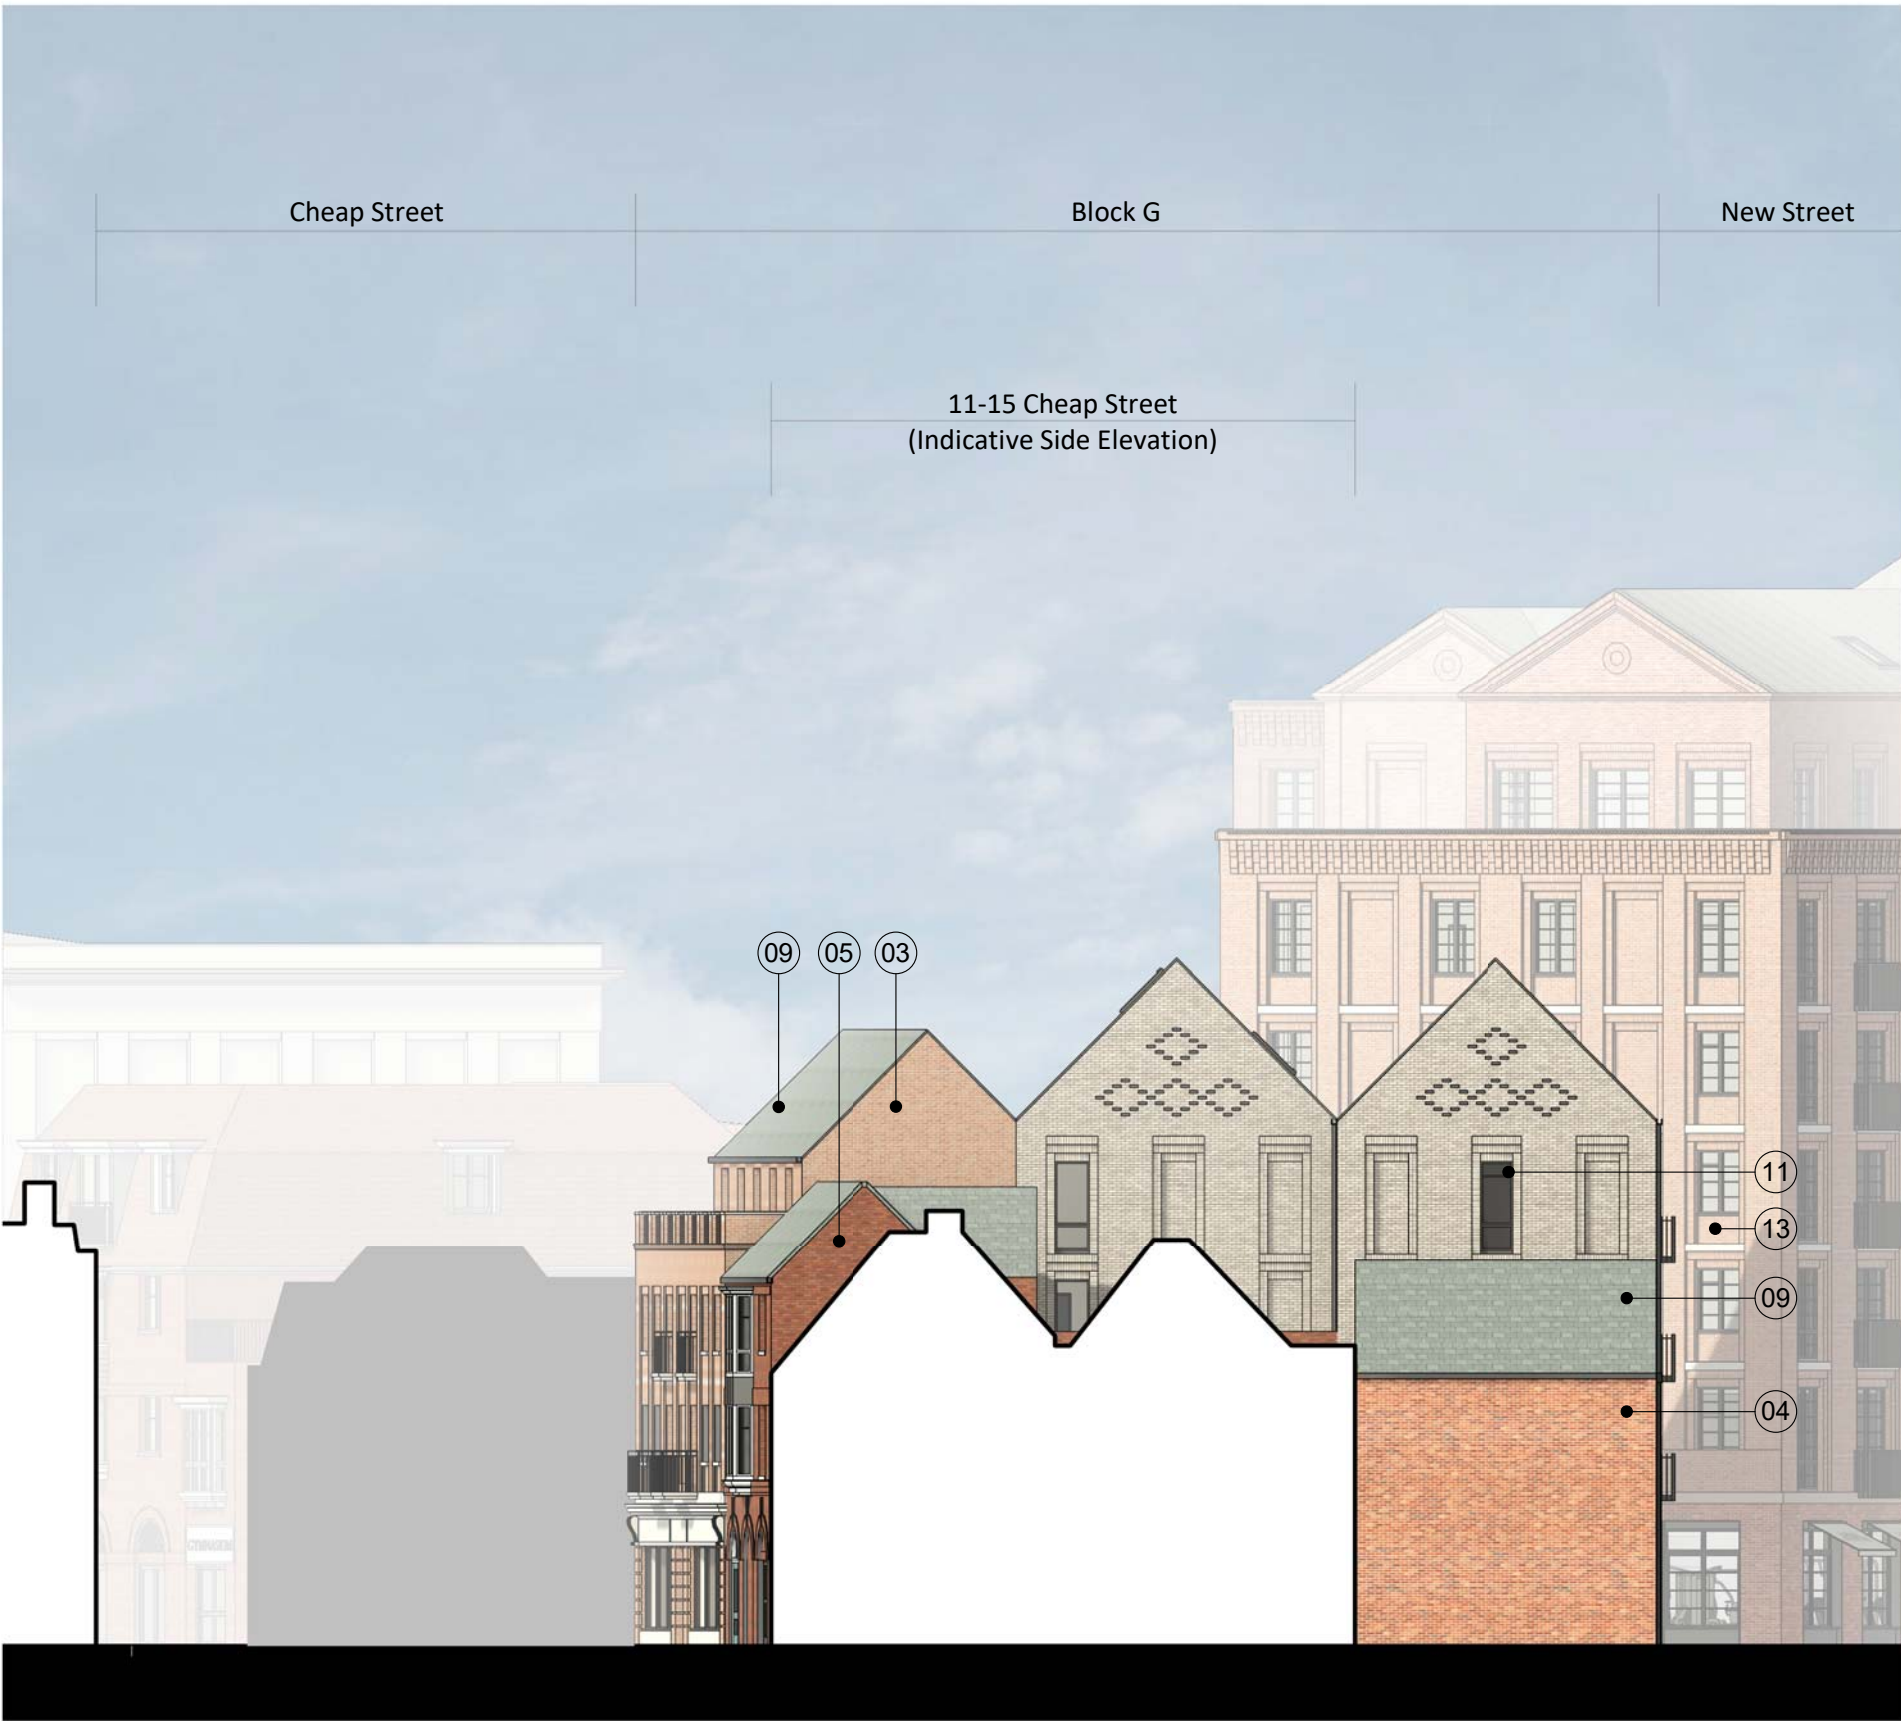 Cheap Street
Block G
New Street
11-15 Cheap Street
(Indicative Side Elevation)
09 05 03
11
13
09
04